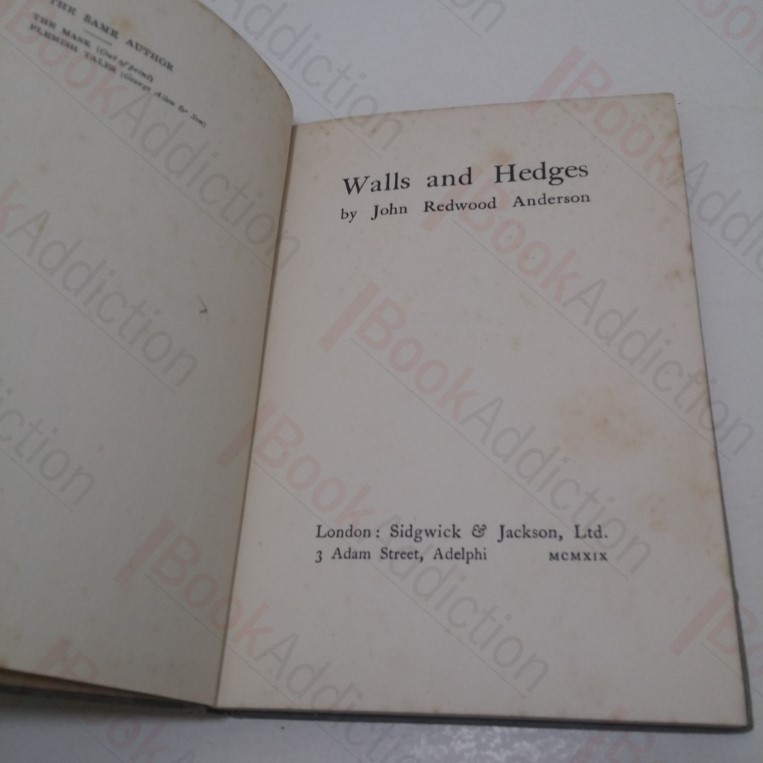 THE SAME AUTHOR
THE MASK (Out of print)
FLEMISH TALES (George Allen & Son)
Walls and Hedges
by John Redwood Anderson
London: Sidgwick & Jackson, Ltd.
3 Adam Street, Adelphi MCMXIX
BookAddiction